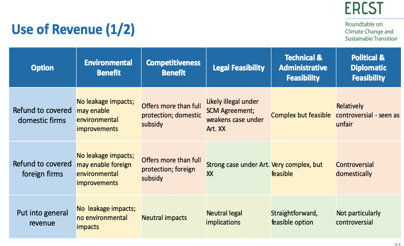 ERCST
Roundtable on
Climate Change and
Sustainable Transition
Use of Revenue (1/2)
Option
Environmental
Benefit
Competitiveness
Benefit
Legal Feasibility
Technical &
Administrative
Feasibility
Political &
Diplomatic
Feasibility
Refund to covered
domestic firms
No leakage impacts;
may enable
environmental
improvements
Offers more than full
protection; domestic
subsidy
Likely illegal under
SCM Agreement;
weakens case under
Art. XX
Complex but feasible
Relatively
controversial - seen as
unfair
Refund to covered
foreign firms
No leakage impacts;
may enable foreign
environmental
improvements
Offers more than full
protection; foreign
subsidy
Strong case under Art.
XX
Very complex, but
feasible
Controversial
domestically
Put into general
revenue
No leakage impacts;
no environmental
impacts
Neutral impacts
Neutral legal
implications
Straightforward,
feasible option
Not particularly
controversial